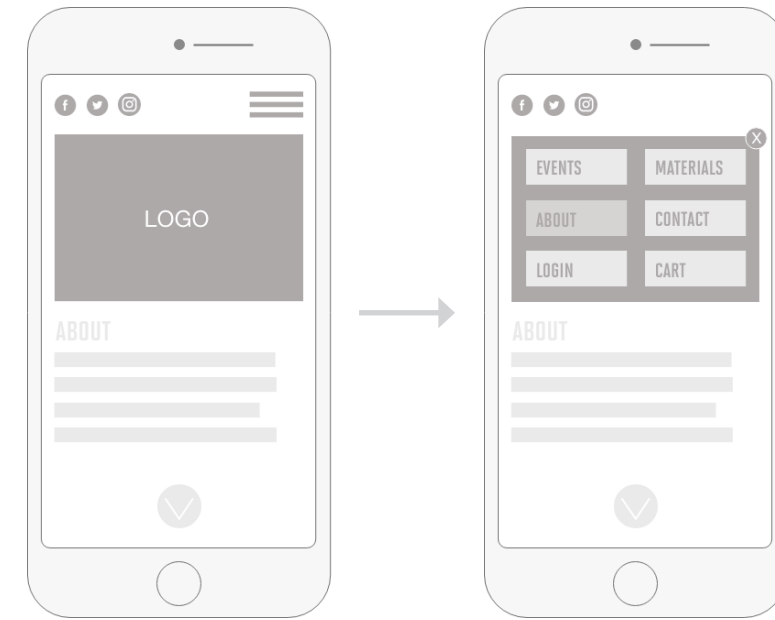 LOGO
ABOUT
X
EVENTS
MATERIALS
ABOUT
CONTACT
LOGIN
CART
ABOUT